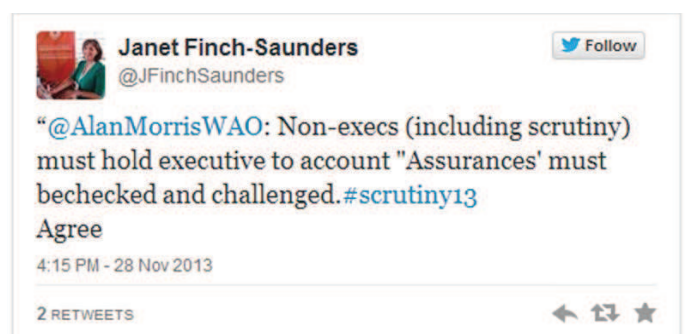 Janet Finch-Saunders
Follow
@JFinchSaunders
“@AlanMorrisWAO: Non-execs (including scrutiny)
must hold executive to account "Assurances' must
bechecked and challenged.#scrutiny13
Agree
4:15 PM - 28 Nov 2013
2 RETWEETS